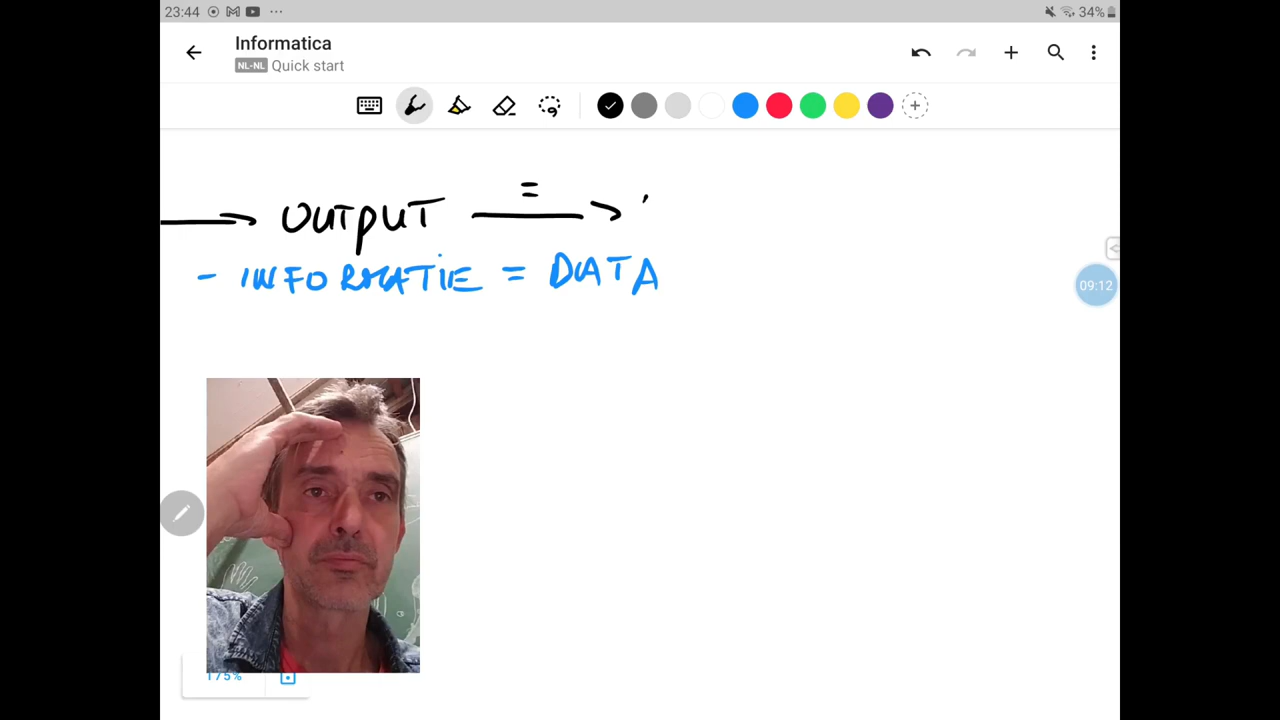 23:44 34%
Informatica
NL-NL Quick start
=
OUTPUT
- INFORMATIE = DATA
09:12
175%